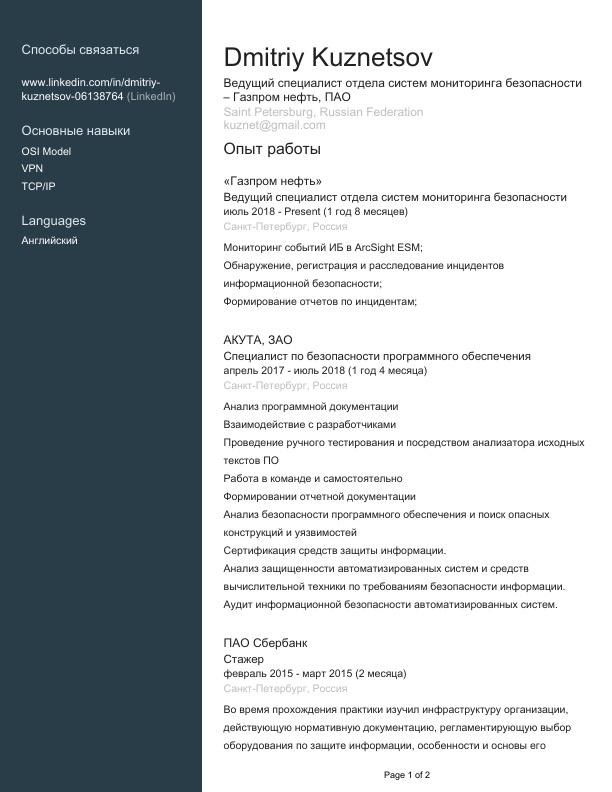 Способы связаться
www.linkedin.com/in/dmitriy-
kuznetsov-06138764 (LinkedIn)
Основные навыки
OSI Model
VPN
TCP/IP
Languages
Английский
Dmitriy Kuznetsov
Ведущий специалист отдела систем мониторинга безопасности
– Газпром нефть, ПАО
Saint Petersburg, Russian Federation
kuznet@gmail.com
Опыт работы
«Газпром нефть»
Ведущий специалист отдела систем мониторинга безопасности
июль 2018 - Present (1 год 8 месяцев)
Санкт-Петербург, Россия
Мониторинг событий ИБ в ArcSight ESM;
Обнаружение, регистрация и расследование инцидентов
информационной безопасности;
Формирование отчетов по инцидентам;
АКУТА, ЗАО
Специалист по безопасности программного обеспечения
апрель 2017 - июль 2018 (1 год 4 месяца)
Санкт-Петербург, Россия
Анализ программной документации
Взаимодействие с разработчиками
Проведение ручного тестирования и посредством анализатора исходных
текстов ПО
Работа в команде и самостоятельно
Формировании отчетной документации
Анализ безопасности программного обеспечения и поиск опасных
конструкций и уязвимостей
Сертификация средств защиты информации.
Анализ защищенности автоматизированных систем и средств
вычислительной техники по требованиям безопасности информации.
Аудит информационной безопасности автоматизированных систем.
ПАО Сбербанк
Стажер
февраль 2015 - март 2015 (2 месяца)
Санкт-Петербург, Россия
Во время прохождения практики изучил инфраструктуру организации,
действующую нормативную документацию, регламентирующую выбор
оборудования по защите информации, особенности и основы его
Page 1 of 2